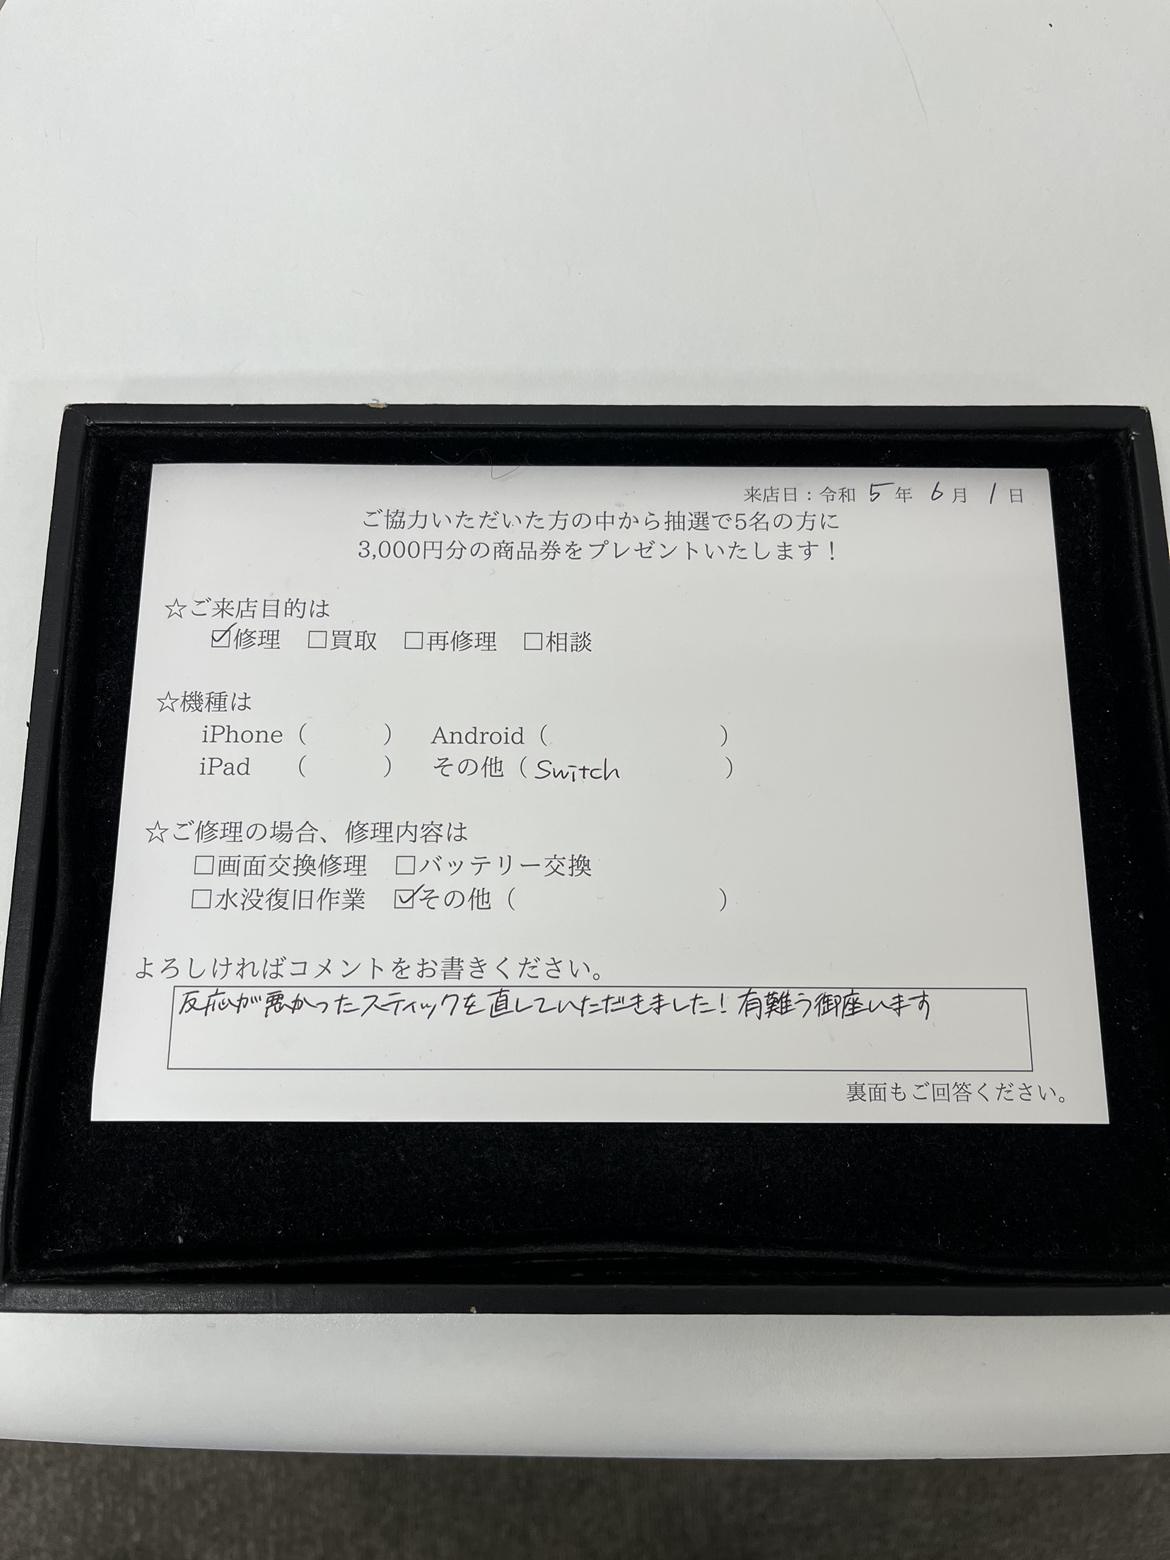 来店日：令和 5 年 6 月 1 日
ご協力いただいた方の中から抽選で5名の方に
3,000円分の商品券をプレゼントいたします！
☆ご来店目的は
☑修理 □買取 □再修理 □相談
☆機種は
iPhone（ ） Android（ ）
iPad （ ） その他（Switch ）
☆ご修理の場合、修理内容は
□画面交換修理 □バッテリー交換
□水没復旧作業 ☑その他（ ）
よろしければコメントをお書きください。
反応が悪かったスティックを直していただきました！有難う御座います
裏面もご回答ください。